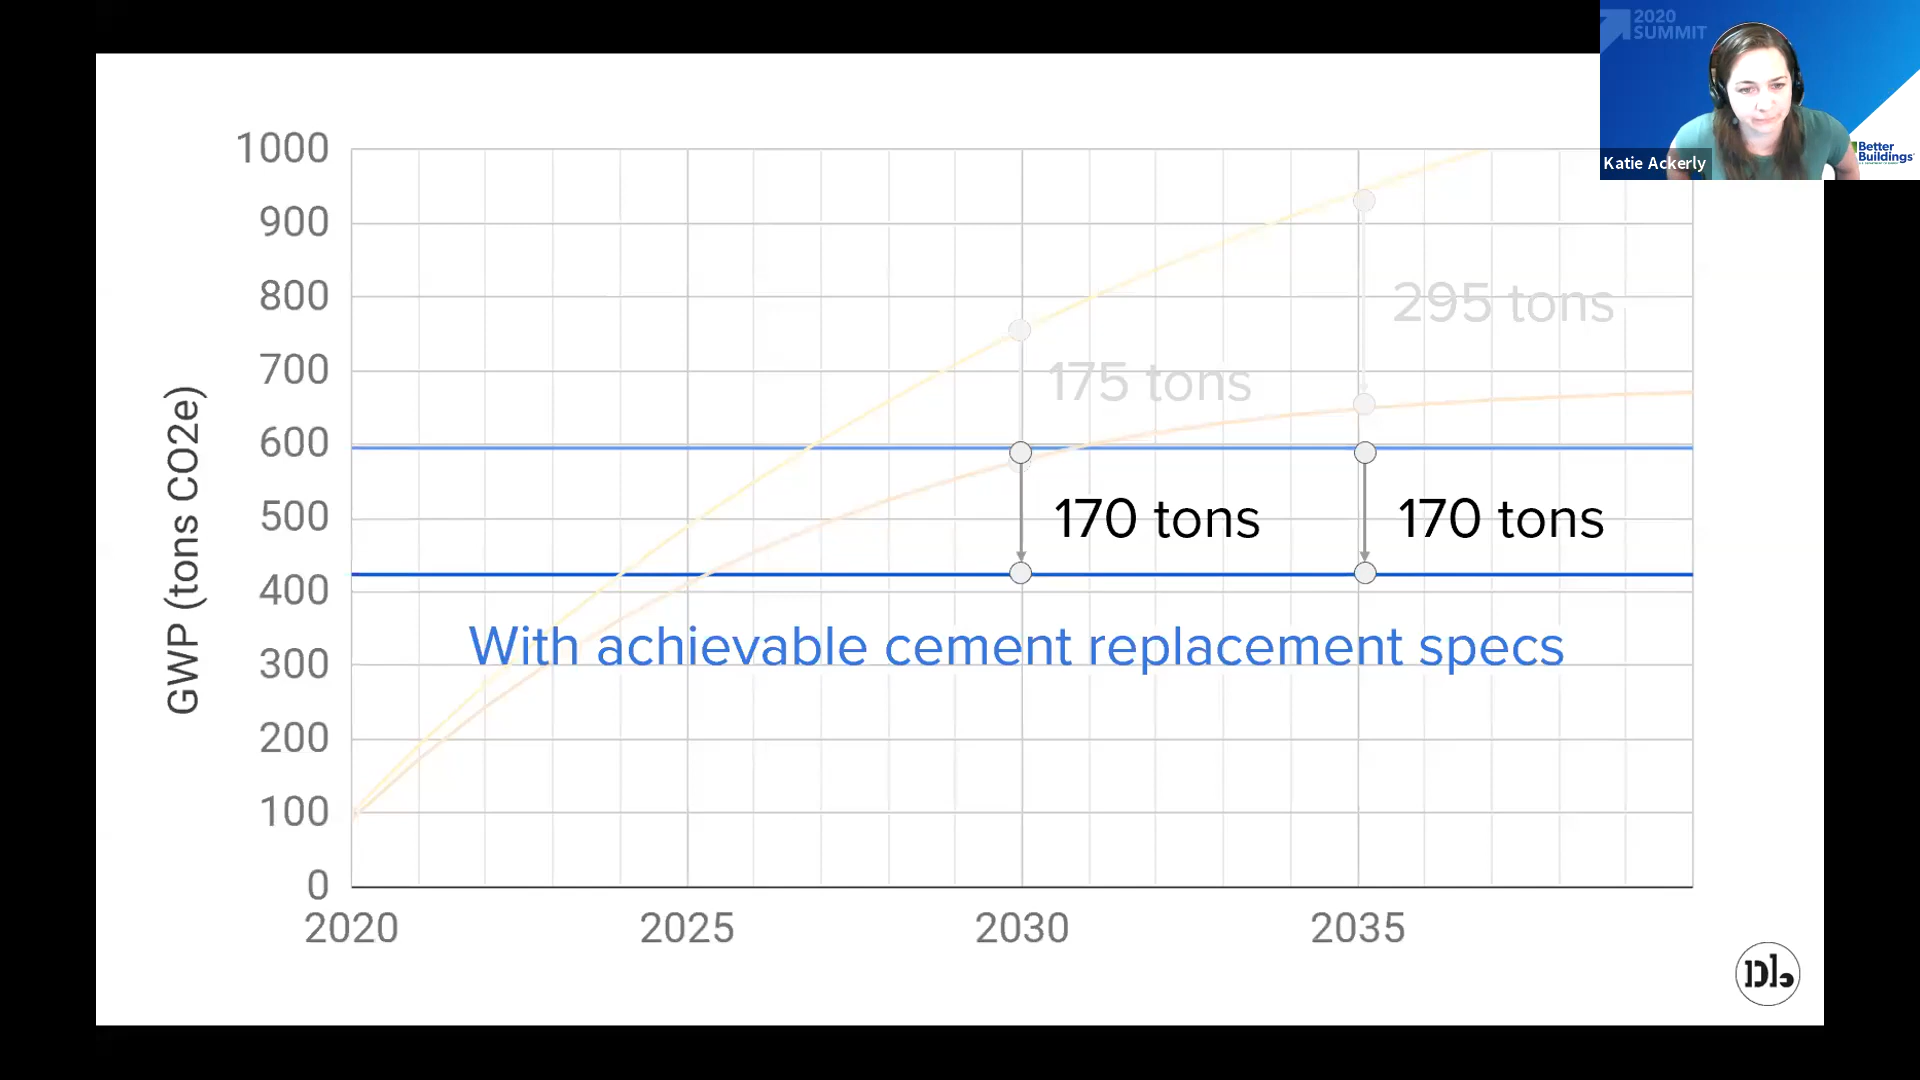 2020
SUMMIT
Katie Ackerly
Better
Buildings
1000
900
800
700
600
500
400
300
200
100
0
GWP (tons CO2e)
295 tons
175 tons
170 tons
170 tons
With achievable cement replacement specs
2020
2025
2030
2035